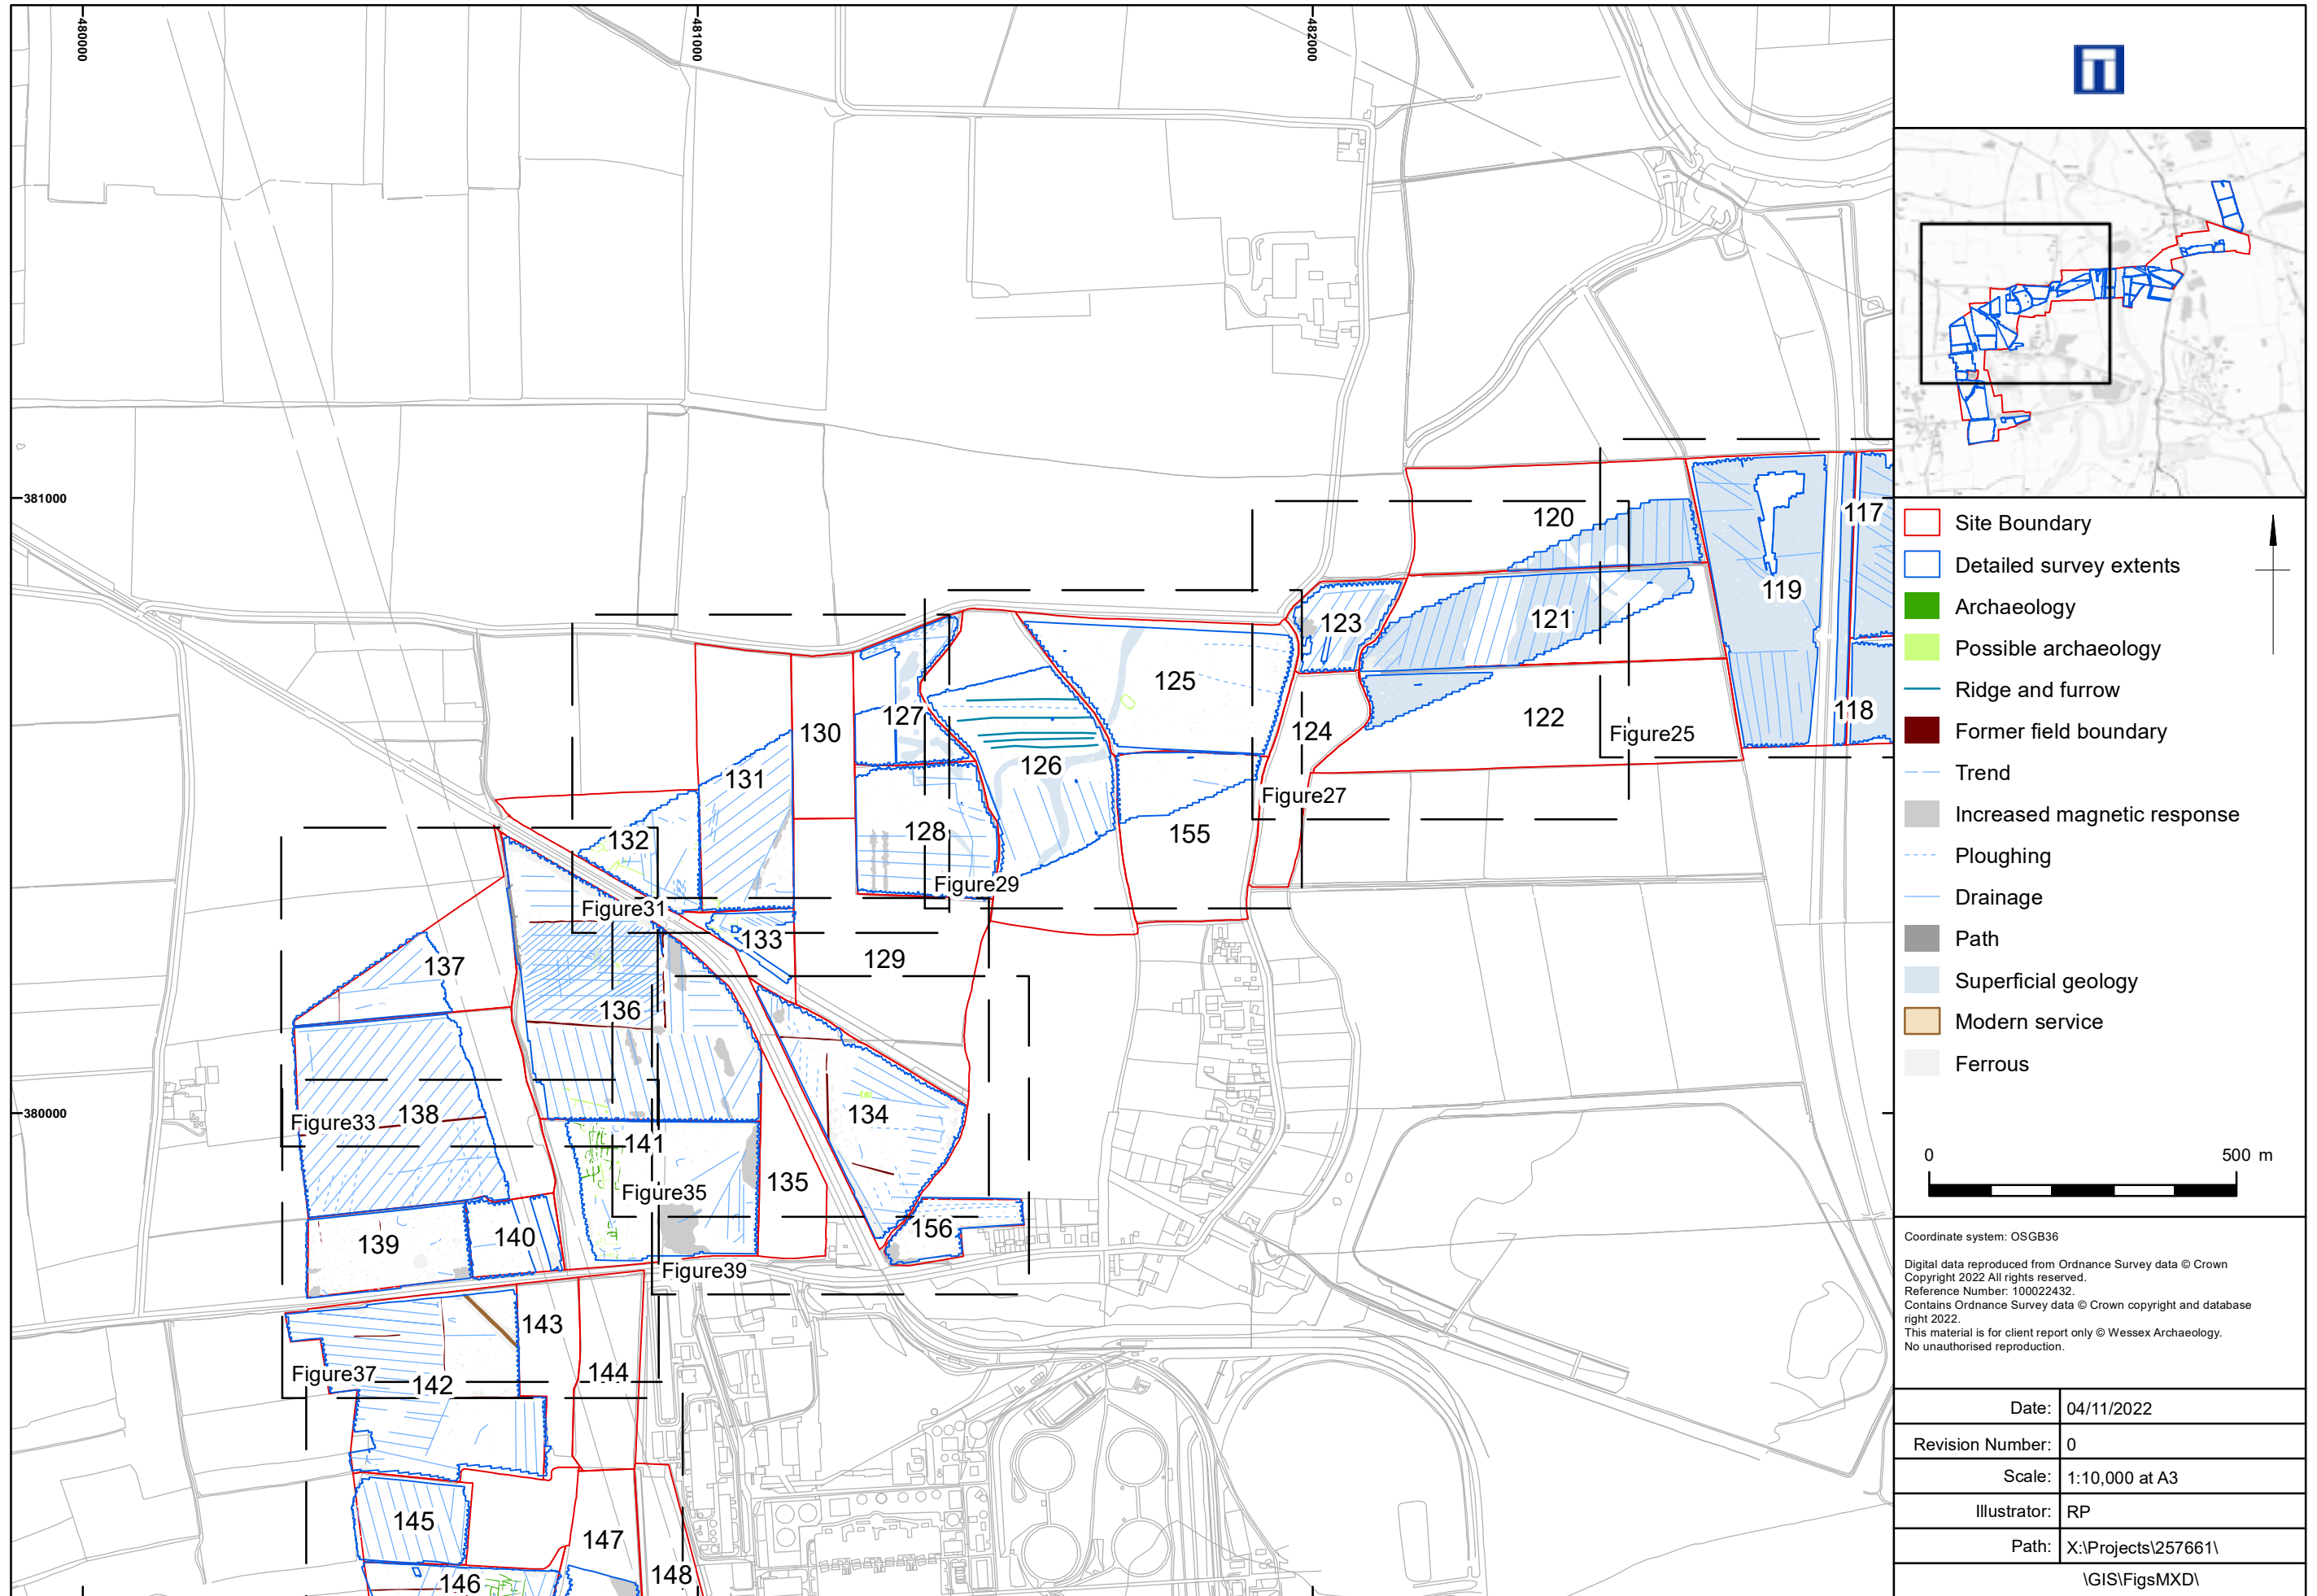 480000
481000
482000
381000
380000
120
117
119
123
121
125
127
124
122
118
Figure25
130
126
131
Figure27
132
128
155
Figure29
Figure31
133
129
137
136
138
134
Figure33
141
135
Figure35
156
139
140
Figure39
143
144
Figure37
142
145
147
148
146
Site Boundary
Detailed survey extents
Archaeology
Possible archaeology
Ridge and furrow
Former field boundary
Trend
Increased magnetic response
Ploughing
Drainage
Path
Superficial geology
Modern service
Ferrous
0 500 m
Coordinate system: OSGB36
Digital data reproduced from Ordnance Survey data © Crown
Copyright 2022 All rights reserved.
Reference Number: 100022432.
Contains Ordnance Survey data © Crown copyright and database
right 2022.
This material is for client report only © Wessex Archaeology.
No unauthorised reproduction.
Date: 04/11/2022
Revision Number: 0
Scale: 1:10,000 at A3
Illustrator: RP
Path: X:\Projects\257661\
\GIS\FigsMXD\